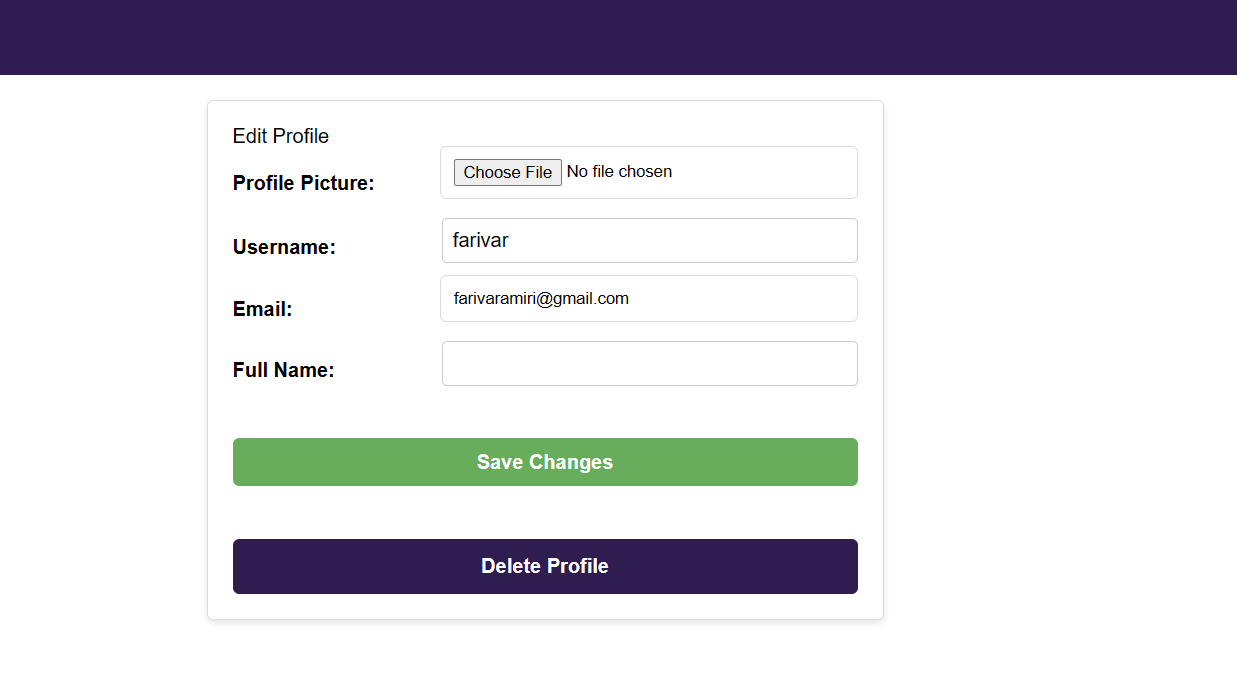 Edit Profile
Profile Picture: Choose File No file chosen
Username: farivar
Email: farivaramiri@gmail.com
Full Name:
Save Changes
Delete Profile